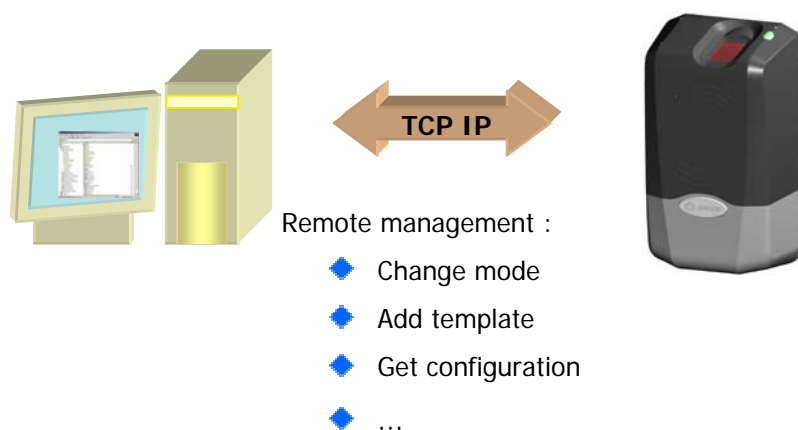 TCP IP
Remote management :
Change mode
Add template
Get configuration
...